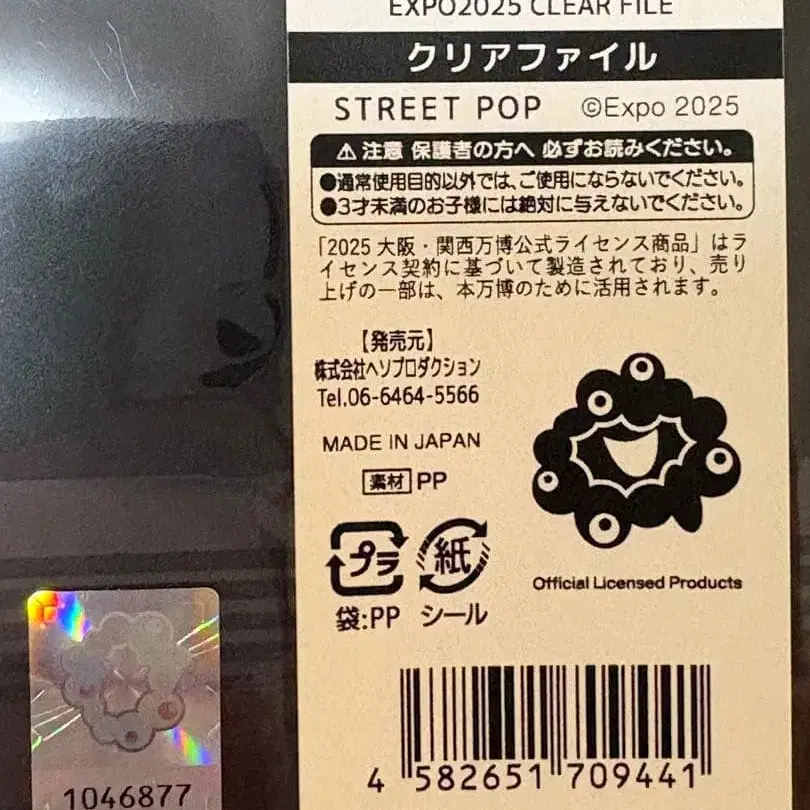 EXPO2025 CLEAR FILE
クリアファイル
STREET POP ©Expo 2025
⚠注意 保護者の方へ 必ずお読みください。
●通常使用目的以外では、ご使用にならないでください。
●3才未満のお子様には絶対に与えないでください。
「2025 大阪・関西万博公式ライセンス商品」はラ
イセンス契約に基づいて製造されており、売り
上げの一部は、本万博のために活用されます。
【発売元】
株式会社ヘソプロダクション
Tel.06-6464-5566
MADE IN JAPAN
素材 PP
プラ 紙
袋:PP シール
Official Licensed Products
4 582651 709441
1046877